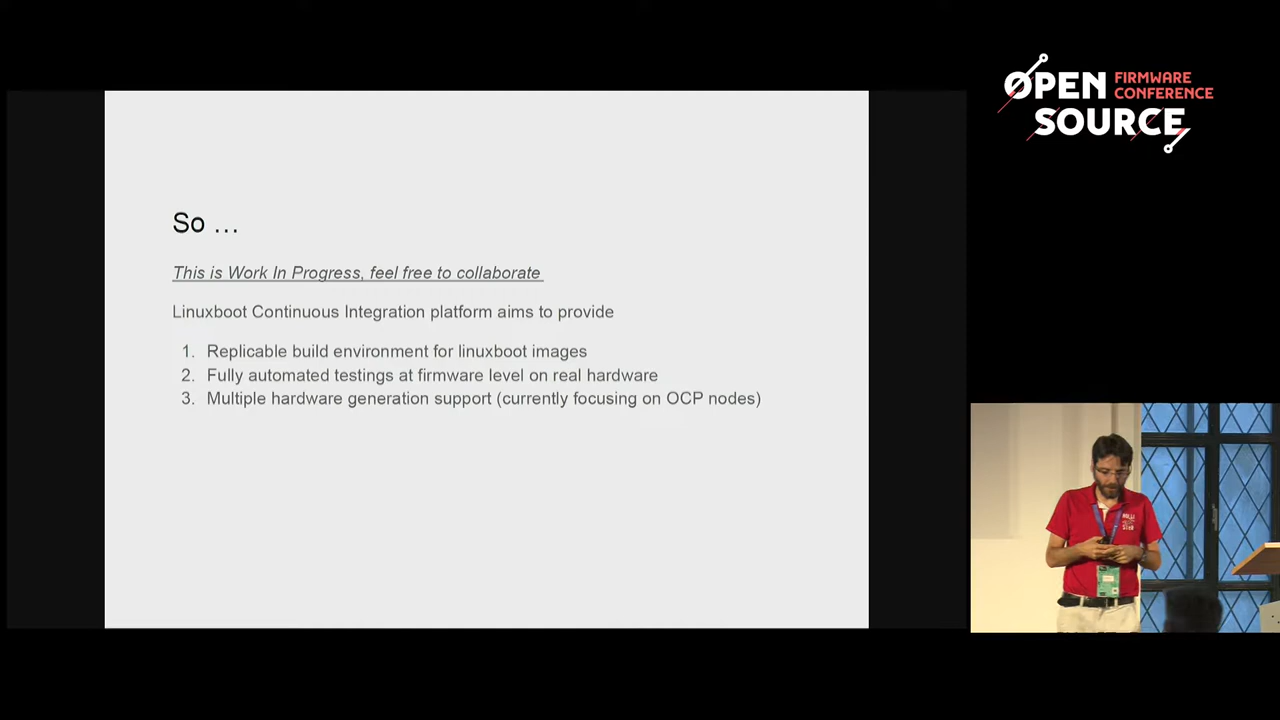 OPEN FIRMWARE
CONFERENCE
SOURCE
So …
This is Work In Progress, feel free to collaborate
Linuxboot Continuous Integration platform aims to provide
1. Replicable build environment for linuxboot images
2. Fully automated testings at firmware level on real hardware
3. Multiple hardware generation support (currently focusing on OCP nodes)